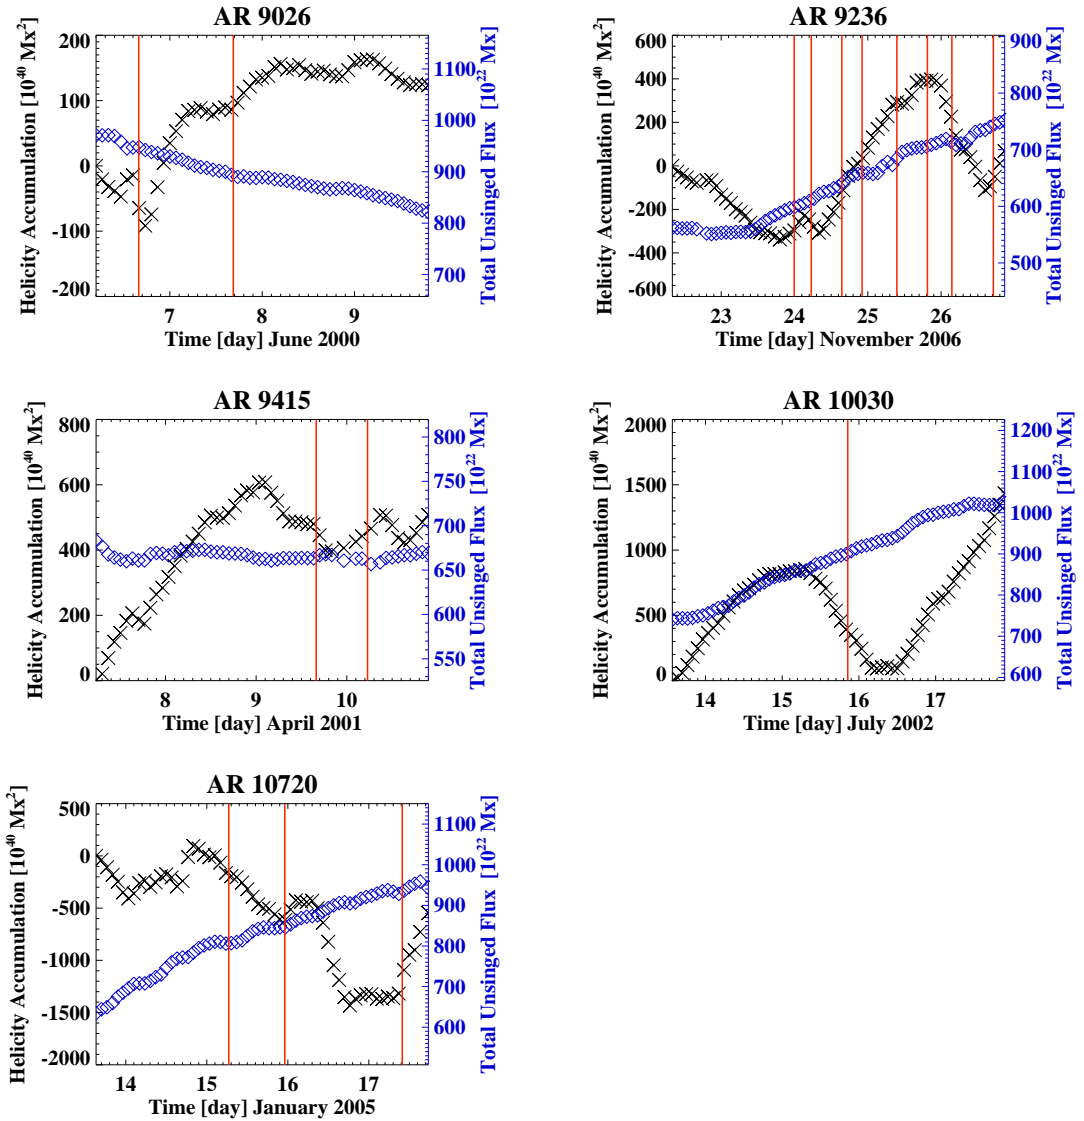 AR 9026
200
100
0
-100
-200
Helicity Accumulation [10^40 Mx^2]
1100
1000
900
800
700
Total Unsinged Flux [10^22 Mx]
7 8 9
Time [day] June 2000
AR 9236
600
400
200
0
-200
-400
-600
Helicity Accumulation [10^40 Mx^2]
900
800
700
600
500
Total Unsinged Flux [10^22 Mx]
23 24 25 26
Time [day] November 2006
AR 9415
800
600
400
200
0
Helicity Accumulation [10^40 Mx^2]
800
750
700
650
600
550
Total Unsinged Flux [10^22 Mx]
8 9 10
Time [day] April 2001
AR 10030
2000
1500
1000
500
0
Helicity Accumulation [10^40 Mx^2]
1200
1100
1000
900
800
700
600
Total Unsinged Flux [10^22 Mx]
14 15 16 17
Time [day] July 2002
AR 10720
500
0
-500
-1000
-1500
-2000
Helicity Accumulation [10^40 Mx^2]
1100
1000
900
800
700
600
Total Unsinged Flux [10^22 Mx]
14 15 16 17
Time [day] January 2005